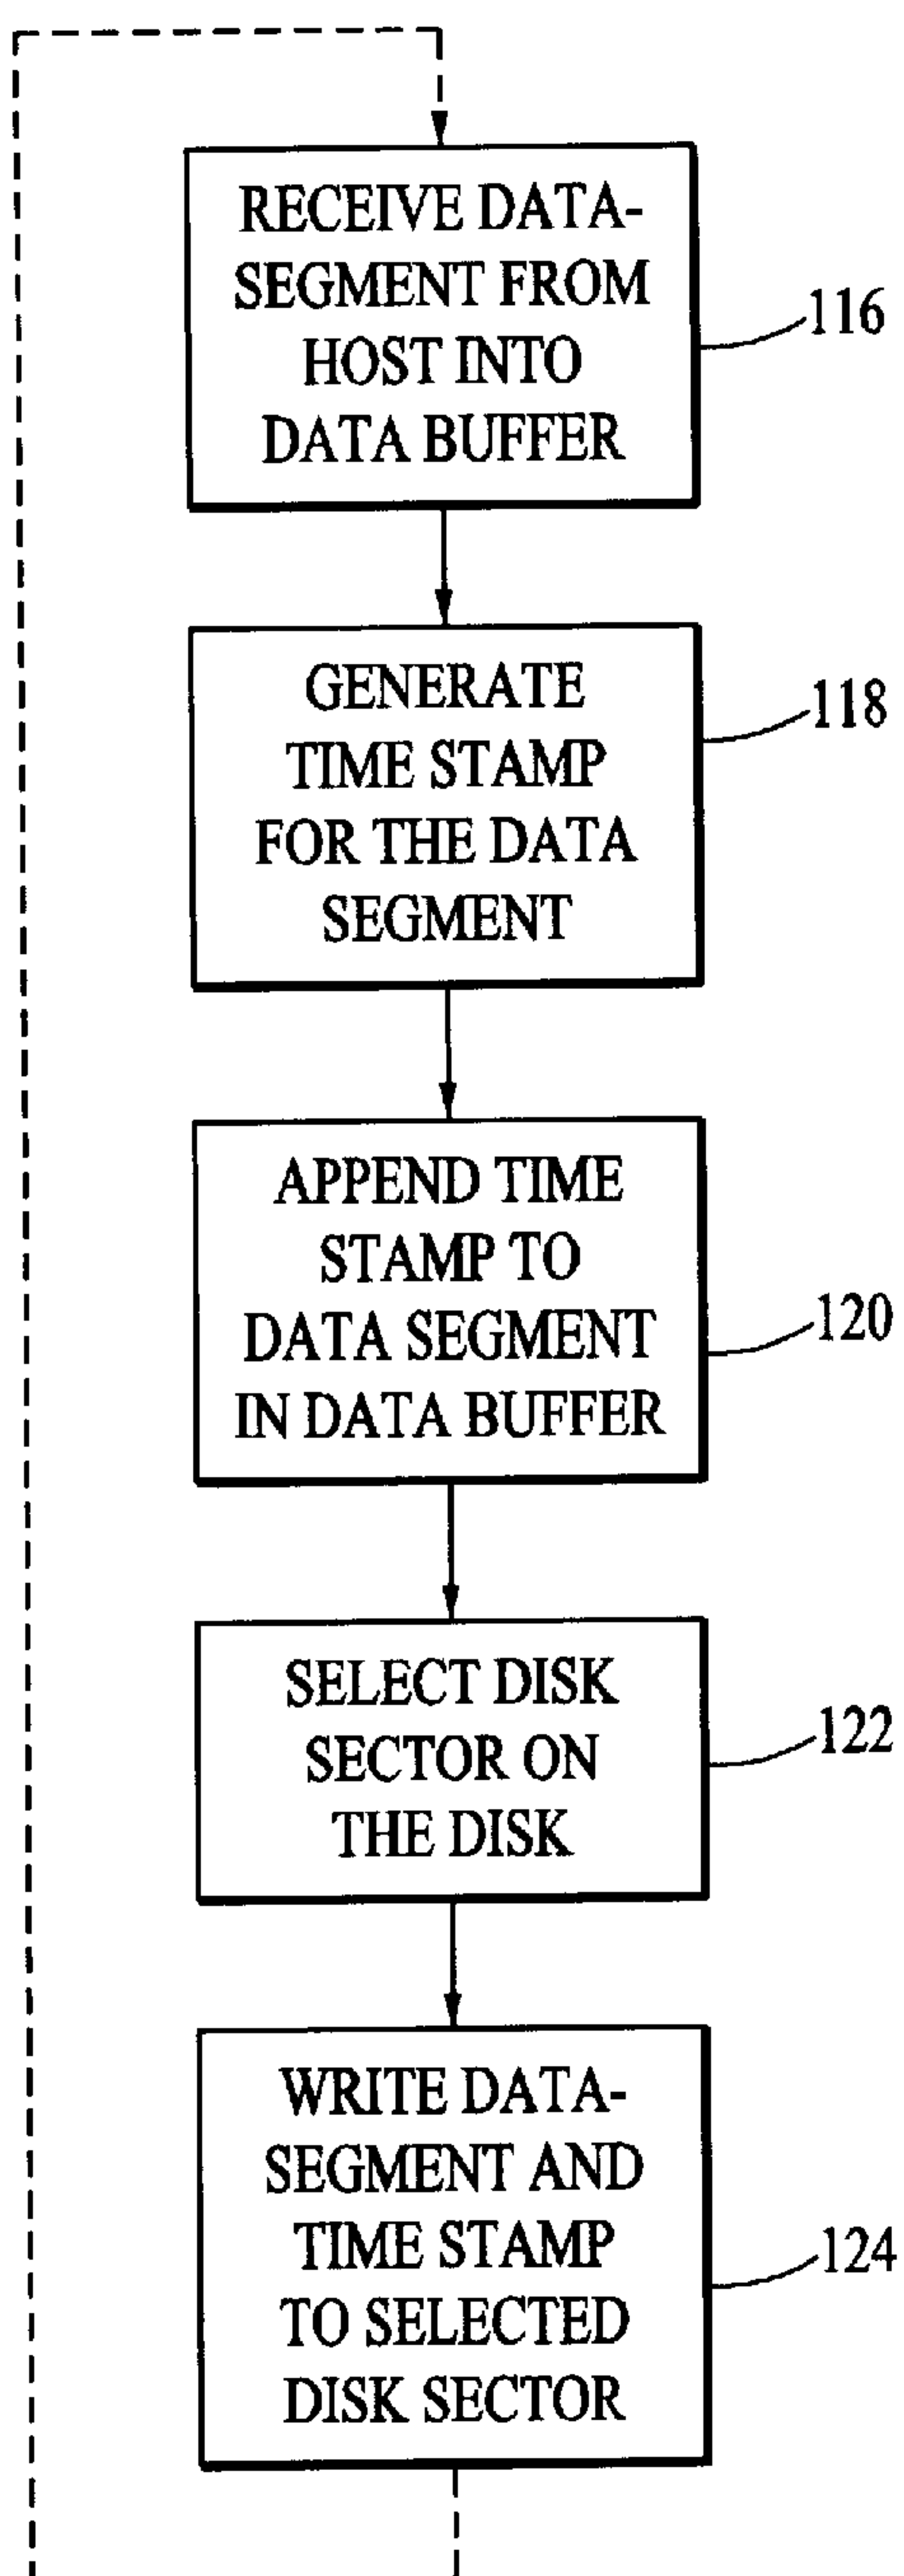 RECEIVE DATA-
SEGMENT FROM
HOST INTO
DATA BUFFER
116
GENERATE
TIME STAMP
FOR THE DATA
SEGMENT
118
APPEND TIME
STAMP TO
DATA SEGMENT
IN DATA BUFFER
120
SELECT DISK
SECTOR ON
THE DISK
122
WRITE DATA-
SEGMENT AND
TIME STAMP
TO SELECTED
DISK SECTOR
124